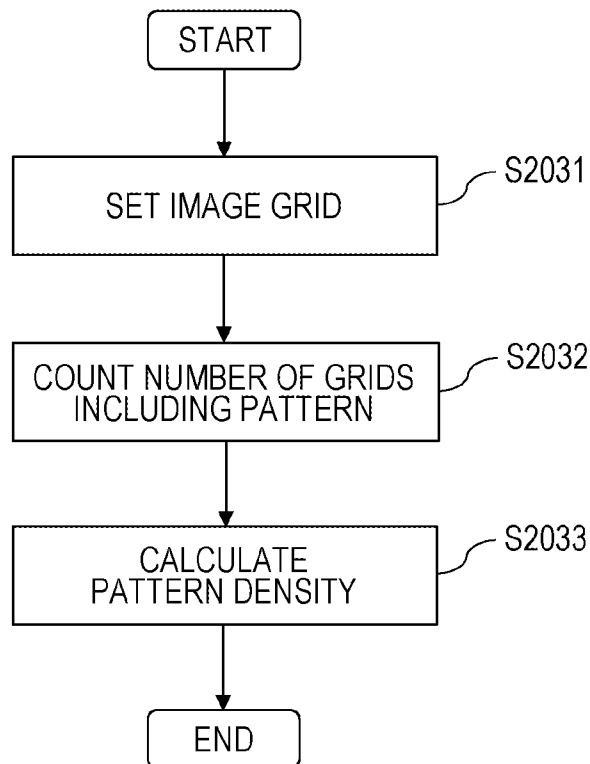 START
SET IMAGE GRID
S2031
COUNT NUMBER OF GRIDS
INCLUDING PATTERN
S2032
CALCULATE
PATTERN DENSITY
S2033
END